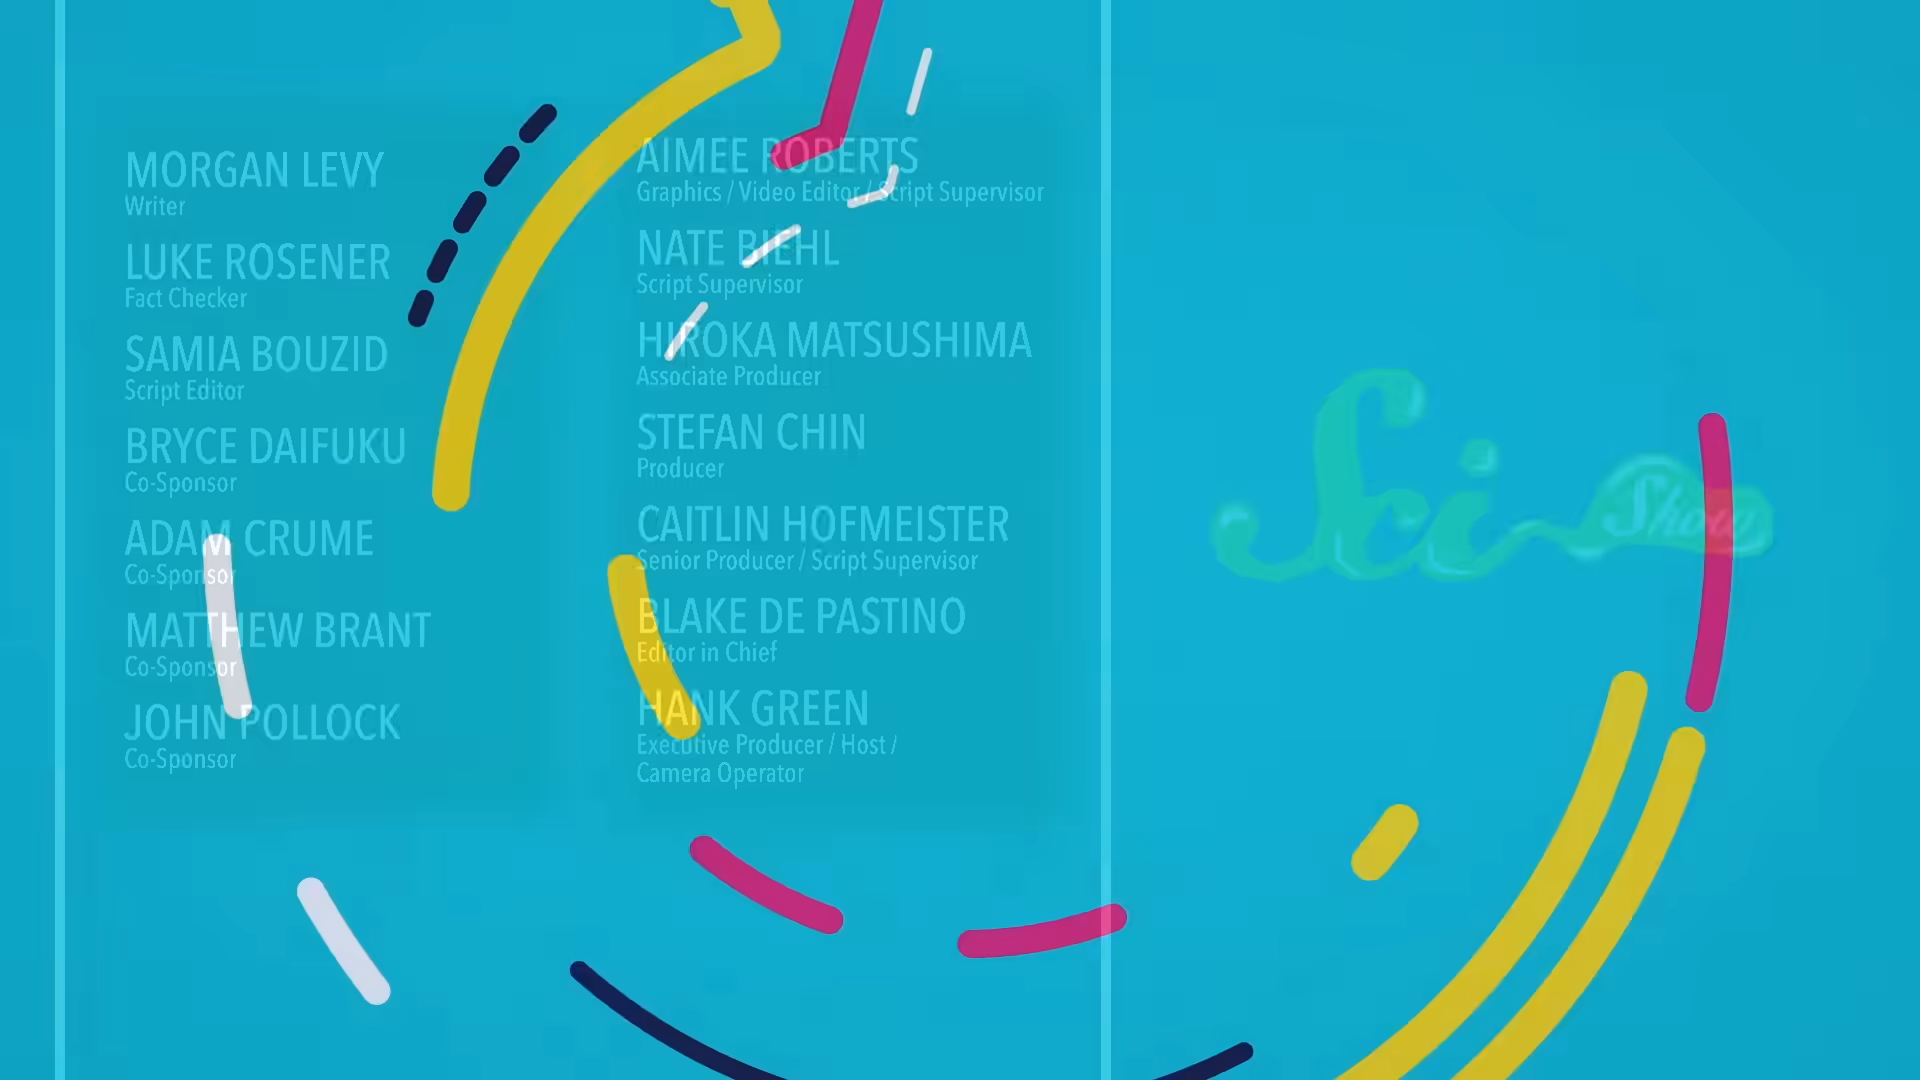 MORGAN LEVY
Writer
LUKE ROSENER
Fact Checker
SAMIA BOUZID
Script Editor
BRYCE DAIFUKU
Co-Sponsor
ADAM CRUME
Co-Sponsor
MATTHEW BRANT
Co-Sponsor
JOHN POLLOCK
Co-Sponsor
AIMEE ROBERTS
Graphics / Video Editor / Script Supervisor
NATE BIEHL
Script Supervisor
HIROKA MATSUSHIMA
Associate Producer
STEFAN CHIN
Producer
CAITLIN HOFMEISTER
Senior Producer / Script Supervisor
BLAKE DE PASTINO
Editor in Chief
HANK GREEN
Executive Producer / Host /
Camera Operator
Sci Show